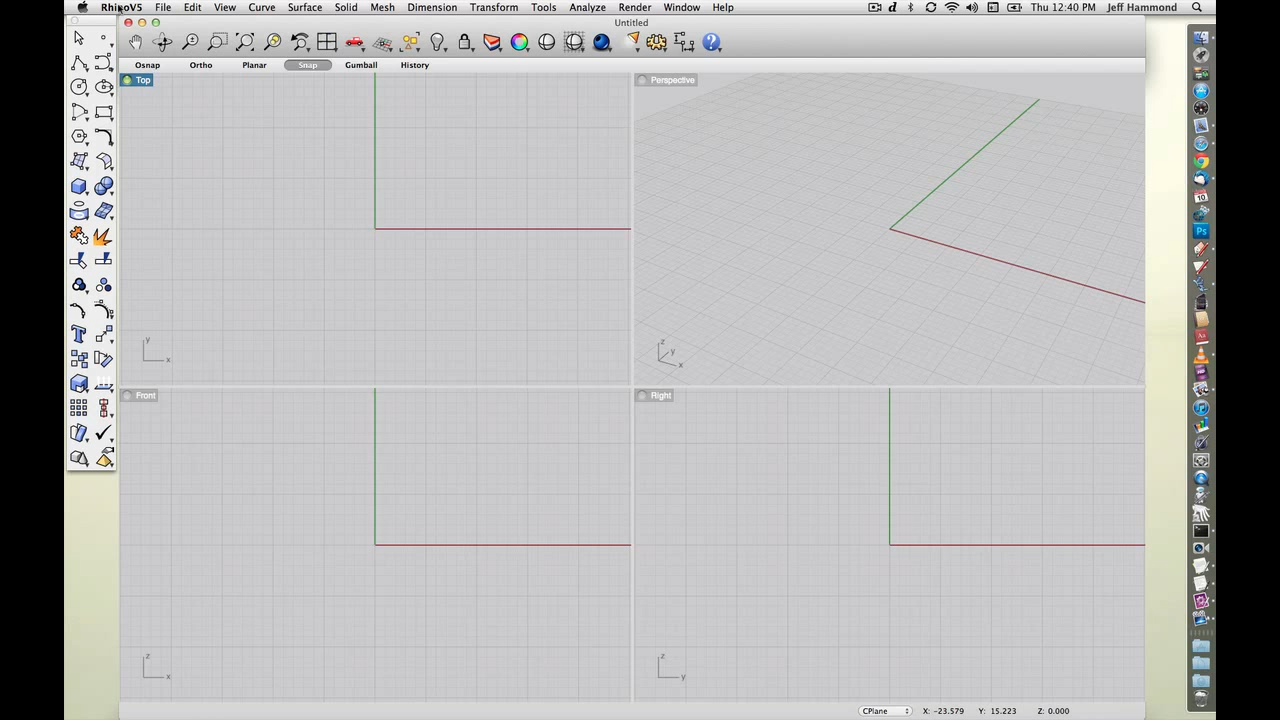 RhinoV5 File Edit View Curve Surface Solid Mesh Dimension Transform Tools Analyze Render Window Help Thu 12:40 PM Jeff Hammond
Untitled
Osnap Ortho Planar Snap Gumball History
Top Perspective
y x z y x
Front Right
z x z y
CPlane X: -23.579 Y: 15.223 Z: 0.000